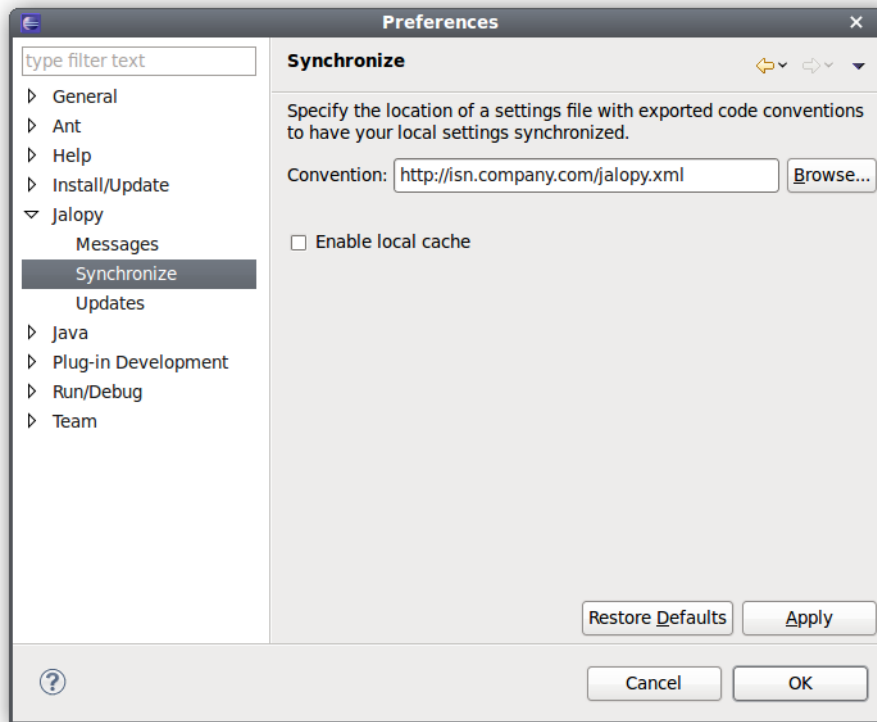 Preferences
type filter text
General
Ant
Help
Install/Update
Jalopy
Messages
Synchronize
Updates
Java
Plug-in Development
Run/Debug
Team
Synchronize
Specify the location of a settings file with exported code conventions
to have your local settings synchronized.
Convention: http://isn.company.com/jalopy.xml Browse...
Enable local cache
Restore Defaults Apply
Cancel OK